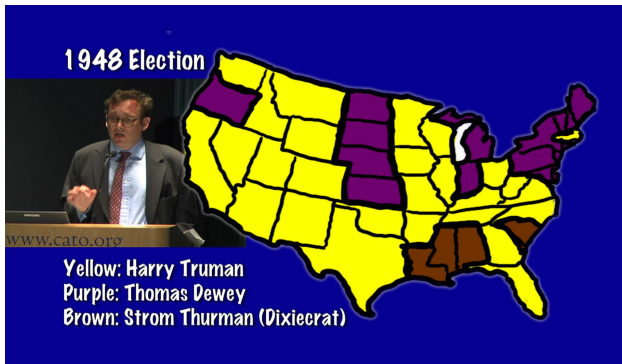 1948 Election
www.cato.org
Yellow: Harry Truman
Purple: Thomas Dewey
Brown: Strom Thurman (Dixiecrat)